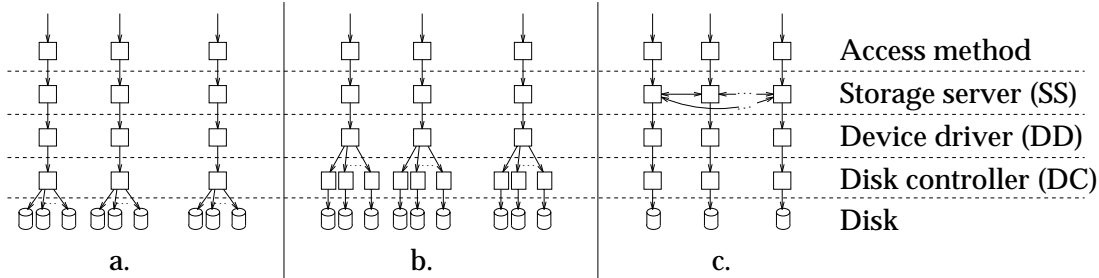 Access method
Storage server (SS)
Device driver (DD)
Disk controller (DC)
Disk
a.
b.
c.